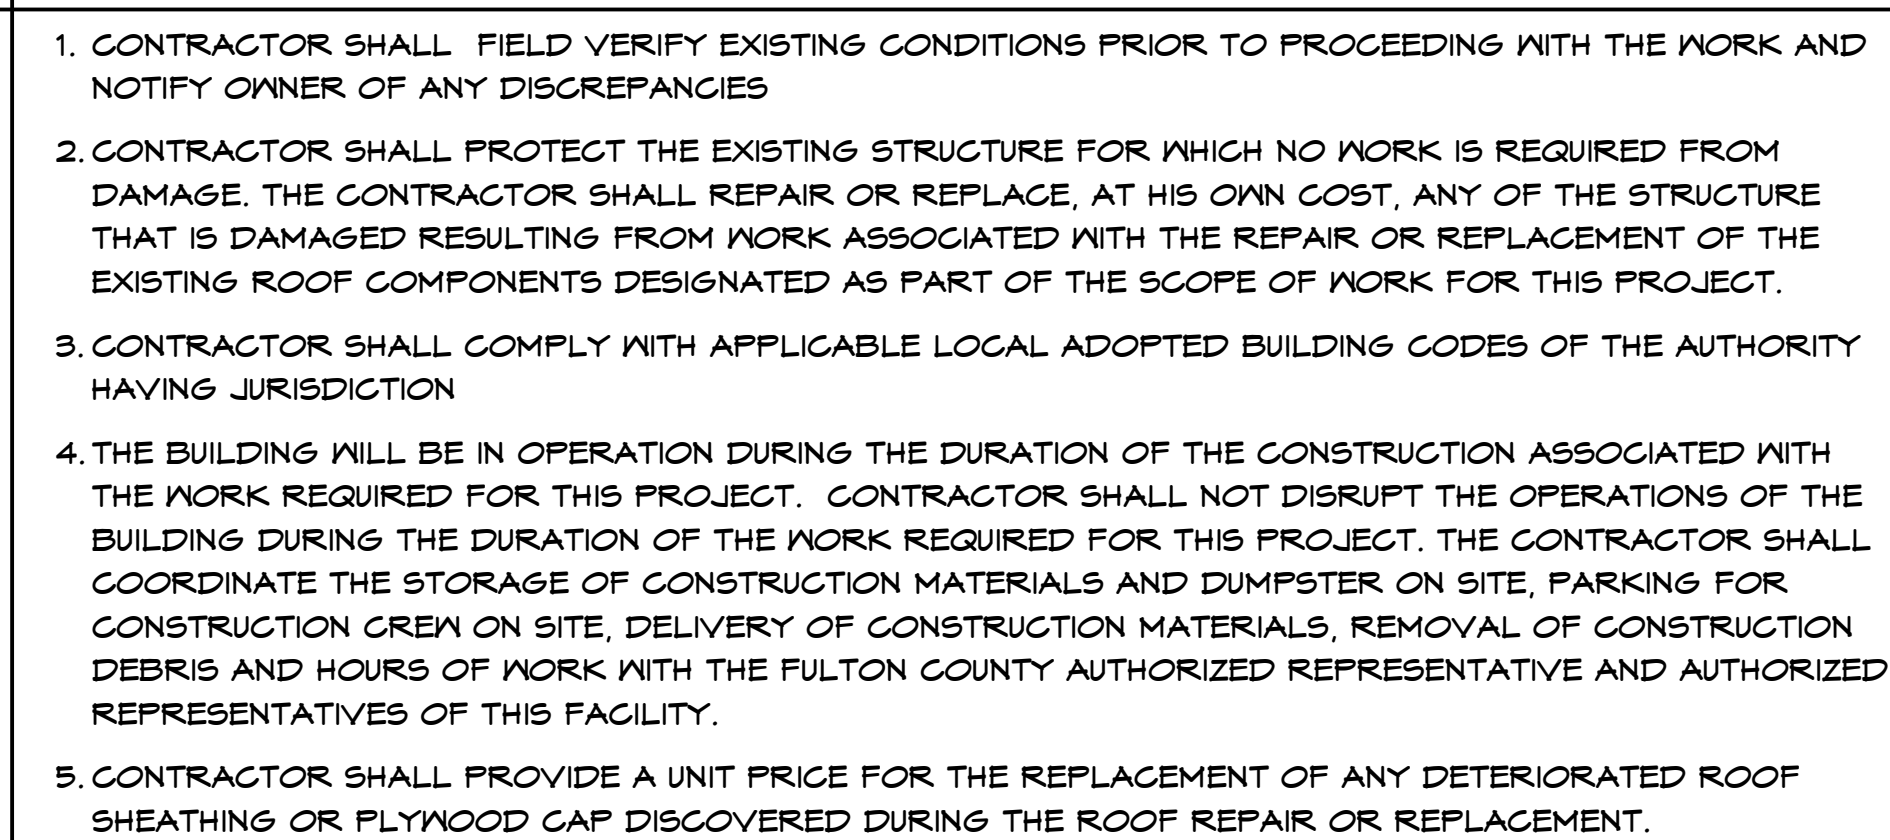 1. CONTRACTOR SHALL  FIELD VERIFY EXISTING CONDITIONS PRIOR TO PROCEEDING WITH THE WORK AND
NOTIFY OWNER OF ANY DISCREPANCIES
2. CONTRACTOR SHALL PROTECT THE EXISTING STRUCTURE FOR WHICH NO WORK IS REQUIRED FROM
DAMAGE. THE CONTRACTOR SHALL REPAIR OR REPLACE, AT HIS OWN COST, ANY OF THE STRUCTURE
THAT IS DAMAGED RESULTING FROM WORK ASSOCIATED WITH THE REPAIR OR REPLACEMENT OF THE
EXISTING ROOF COMPONENTS DESIGNATED AS PART OF THE SCOPE OF WORK FOR THIS PROJECT.
3. CONTRACTOR SHALL COMPLY WITH APPLICABLE LOCAL ADOPTED BUILDING CODES OF THE AUTHORITY
HAVING JURISDICTION
4. THE BUILDING WILL BE IN OPERATION DURING THE DURATION OF THE CONSTRUCTION ASSOCIATED WITH
THE WORK REQUIRED FOR THIS PROJECT.  CONTRACTOR SHALL NOT DISRUPT THE OPERATIONS OF THE
BUILDING DURING THE DURATION OF THE WORK REQUIRED FOR THIS PROJECT. THE CONTRACTOR SHALL
COORDINATE THE STORAGE OF CONSTRUCTION MATERIALS AND DUMPSTER ON SITE, PARKING FOR
CONSTRUCTION CREW ON SITE, DELIVERY OF CONSTRUCTION MATERIALS, REMOVAL OF CONSTRUCTION
DEBRIS AND HOURS OF WORK WITH THE FULTON COUNTY AUTHORIZED REPRESENTATIVE AND AUTHORIZED
REPRESENTATIVES OF THIS FACILITY.
5. CONTRACTOR SHALL PROVIDE A UNIT PRICE FOR THE REPLACEMENT OF ANY DETERIORATED ROOF
SHEATHING OR PLYWOOD CAP DISCOVERED DURING THE ROOF REPAIR OR REPLACEMENT.